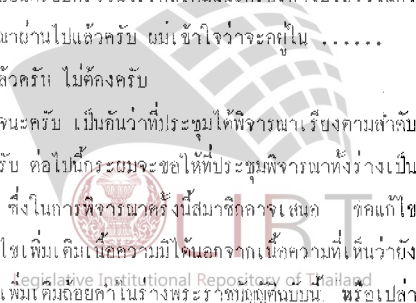 ณาผ่านไปแล้วครับ ผมเข้าใจว่าจะอยู่ใน ......
ล้วครับ ไม่ต้องครับ
จนะครับ เป็นอันว่าที่ประชุมได้พิจารณาเรียงตามลำดับ
รับ ต่อไปนี้กระผมจะขอให้ที่ประชุมพิจารณาทั้งร่างเป็น
ซึ่งในการพิจารณาครั้งนี้สมาชิกอาจเสนอ ขอแก้ไข
ไขเพิ่มเติมเนื้อความมิได้นอกจากเนื้อความที่เห็นว่ายัง
เพิ่มเติมถ้อยคำในร่างพระราชบัญญัติฉบับนี้ หรือเปล่า
LIRT
Legislative Institutional Repository of Thailand